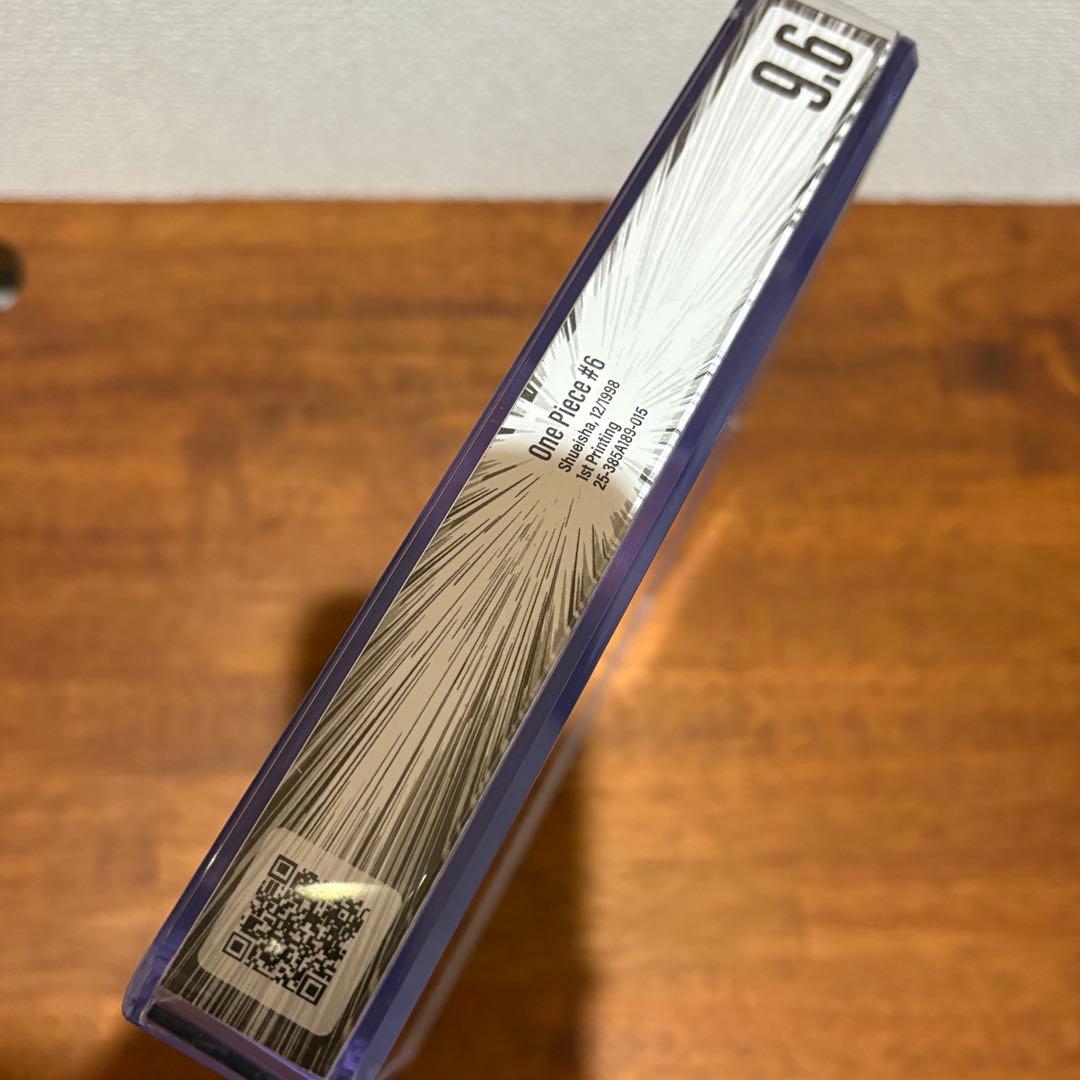 9.6
One Piece #6
Shueisha, 12/1998
1st Printing
25-385A189-015